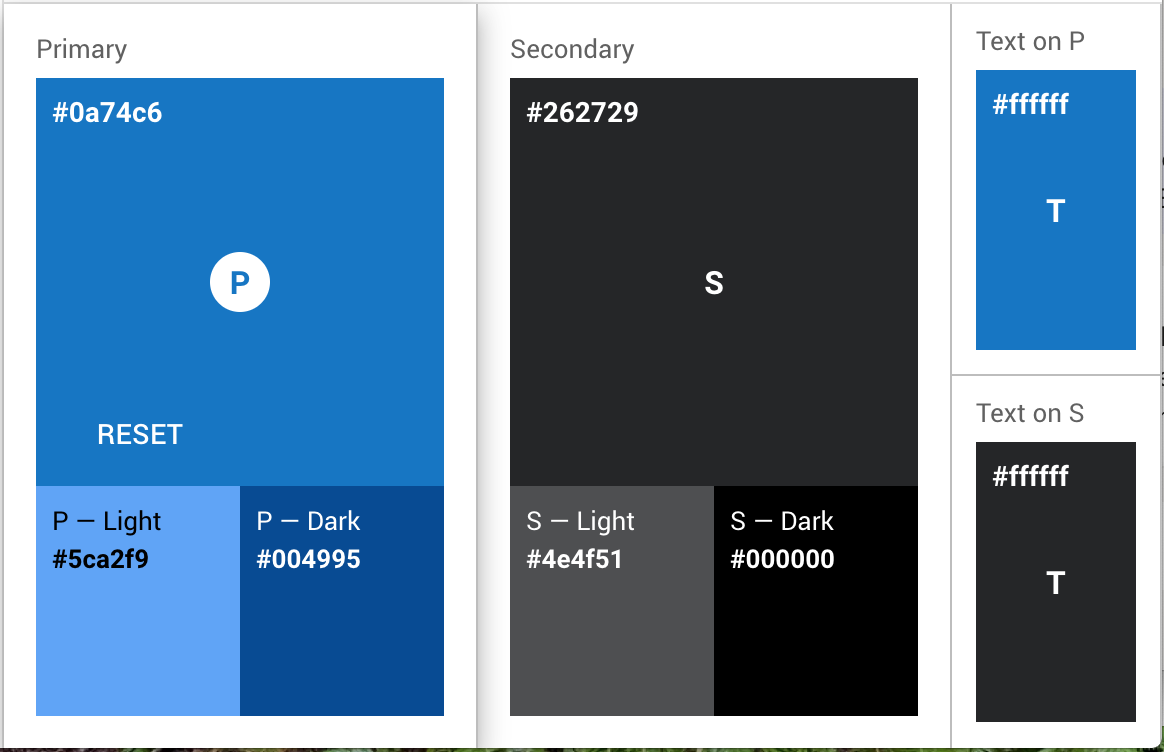 Primary
#0a74c6
P
RESET
P — Light
#5ca2f9
P — Dark
#004995
Secondary
#262729
S
S — Light
#4e4f51
S — Dark
#000000
Text on P
#ffffff
T
Text on S
#ffffff
T